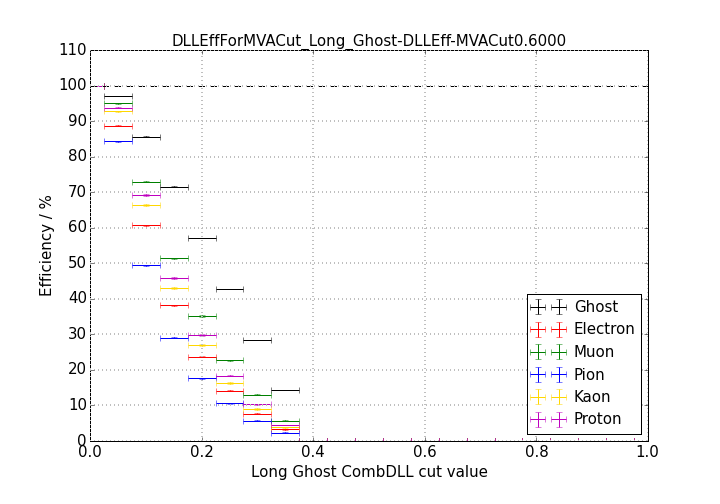 DLLEffForMVACut_Long_Ghost-DLLEff-MVACut0.6000
110
100
90
80
70
60
50
40
30
20
10
0
Efficiency / %
Ghost
Electron
Muon
Pion
Kaon
Proton
0.0 0.2 0.4 0.6 0.8 1.0
Long Ghost CombDLL cut value